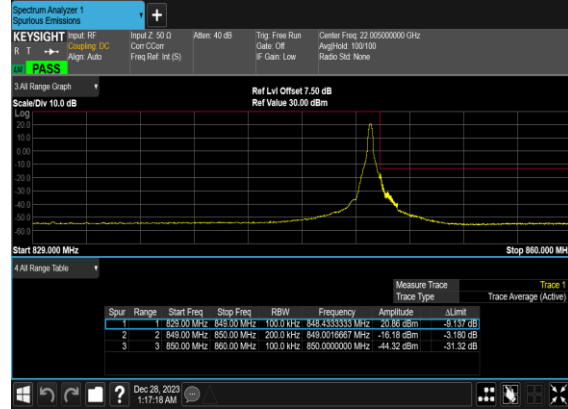 Spectrum Analyzer 1
Spurious Emissions
+
KEYSIGHT Input: RF Input Z: 50 Ω Atten: 40 dB Trig: Free Run Center Freq: 22.005000000 GHz
R T Coupling: DC Corr CCorr Gate: Off Avg|Hold: 100/100
Align: Auto Freq Ref: Int (S) IF Gain: Low Radio Std: None
PASS
3 All Range Graph
Ref Lvl Offset 7.50 dB
Scale/Div 10.0 dB Ref Value 30.00 dBm
Log
20.0
10.0
0.00
-10.0
-20.0
-30.0
-40.0
-50.0
-60.0
Start 829.000 MHz Stop 860.000 MH
4 All Range Table
Measure Trace Trace 1
Trace Type Trace Average (Active)
Spur Range Start Freq Stop Freq RBW Frequency Amplitude ΔLimit
1 1 829.00 MHz 849.00 MHz 100.0 kHz 848.4333333 MHz 20.86 dBm -9.137 dB
2 2 849.00 MHz 850.00 MHz 200.0 kHz 849.0016667 MHz -16.18 dBm -3.180 dB
3 3 850.00 MHz 860.00 MHz 100.0 kHz 850.0000000 MHz -44.32 dBm -31.32 dB
? Dec 28, 2023
1:17:18 AM